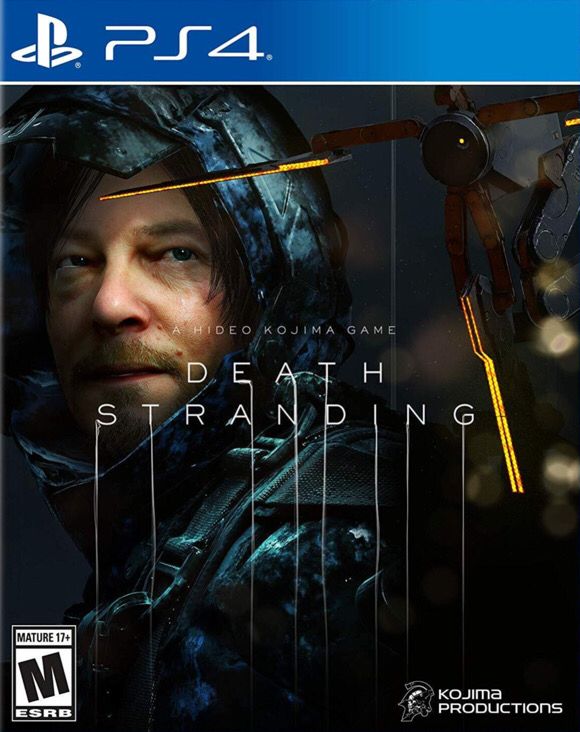 PS4
A HIDEO KOJIMA GAME
DEATH
STRANDING
MATURE 17+
M
ESRB
KOJIMA
PRODUCTIONS